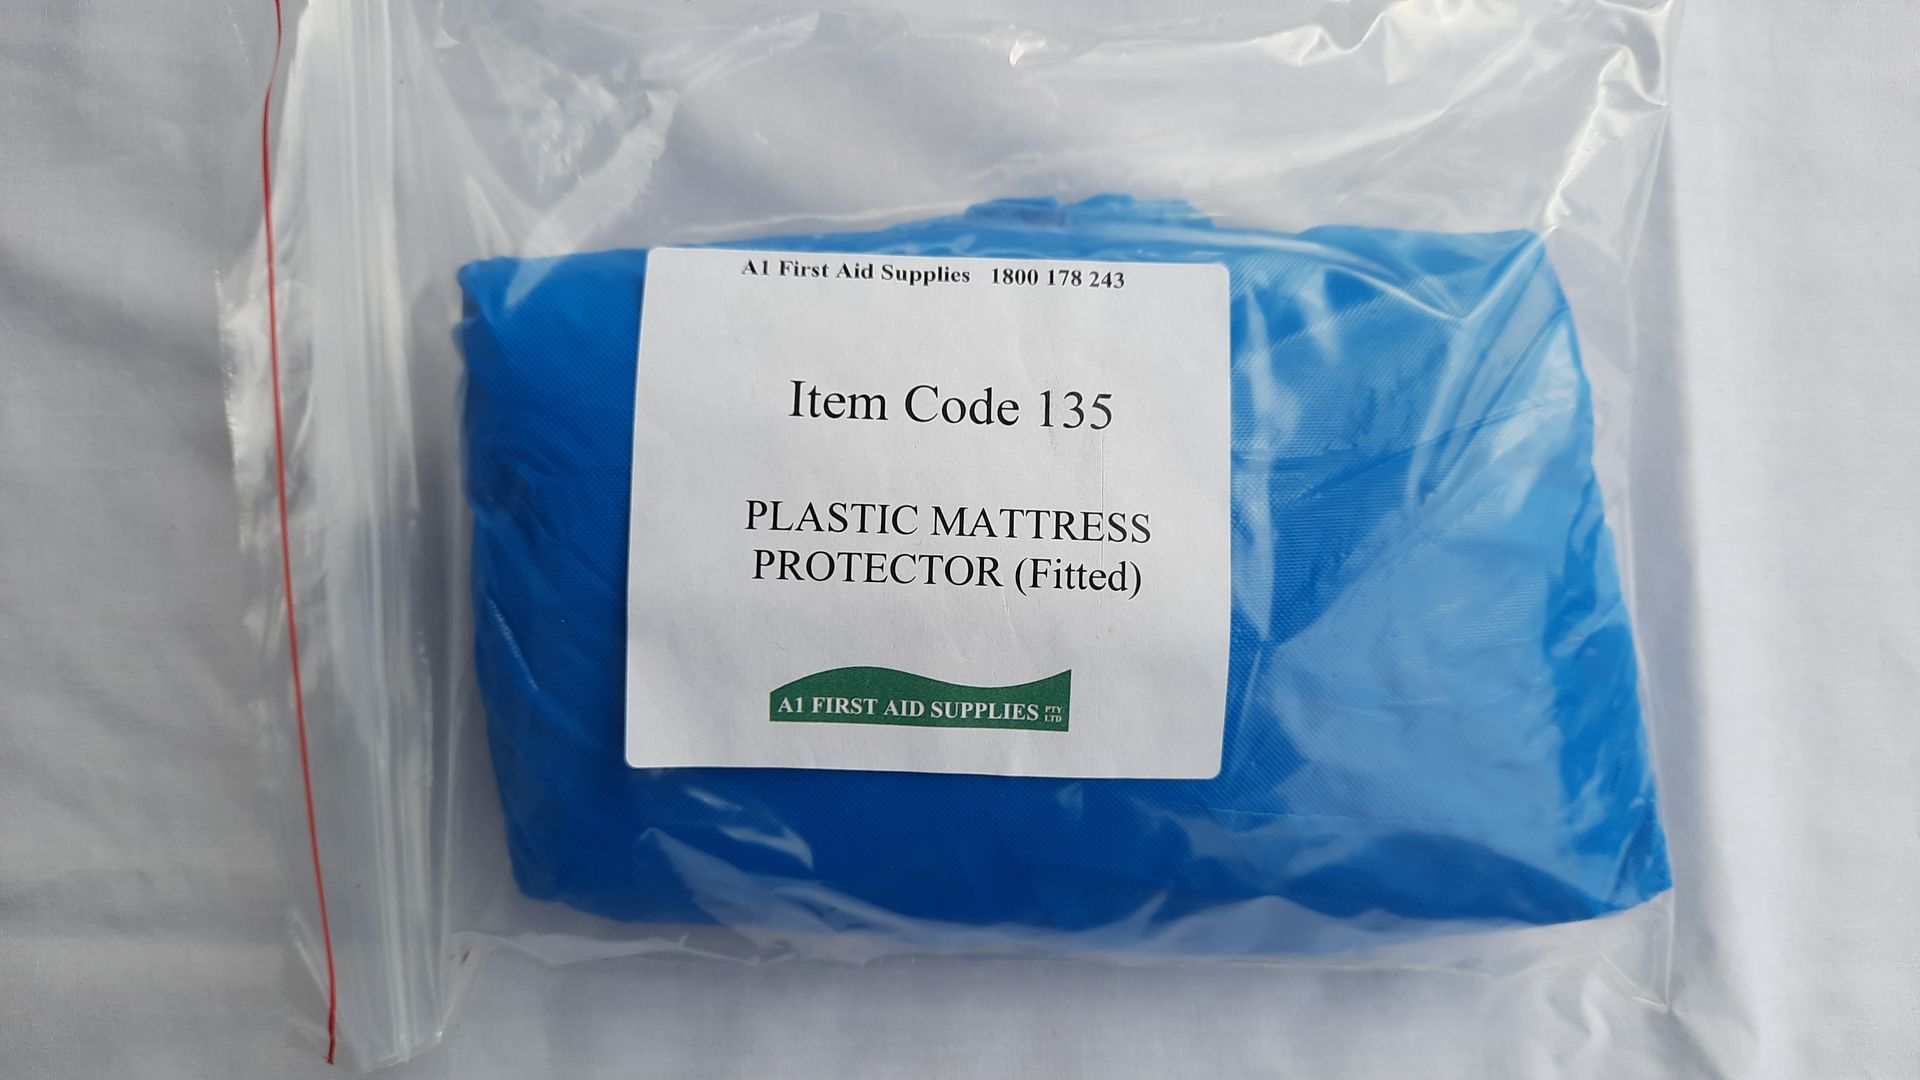 A1 First Aid Supplies 1800 178 243
Item Code 135
PLASTIC MATTRESS
PROTECTOR (Fitted)
A1 FIRST AID SUPPLIES PTY LTD